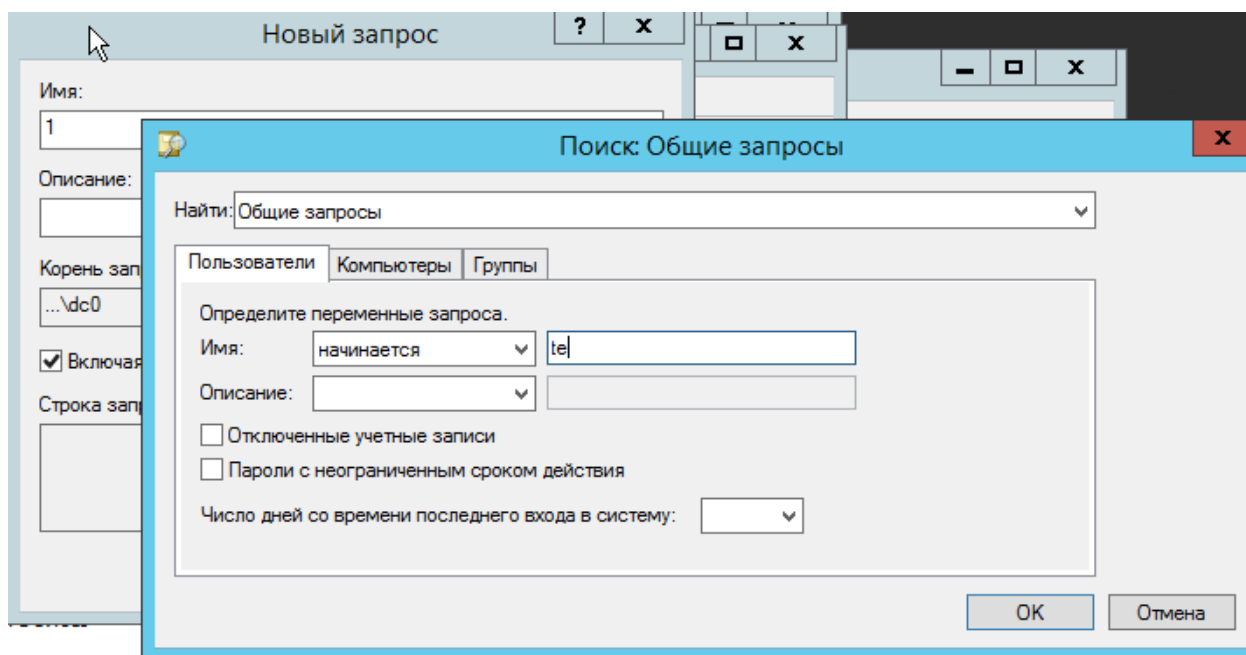 Новый запрос
Имя:
1
Описание:
Корень зап
...\dc0
Включая
Строка зап
Поиск: Общие запросы
Найти: Общие запросы
Пользователи Компьютеры Группы
Определите переменные запроса.
Имя: начинается te
Описание:
Отключенные учетные записи
Пароли с неограниченным сроком действия
Число дней со времени последнего входа в систему:
OK Отмена